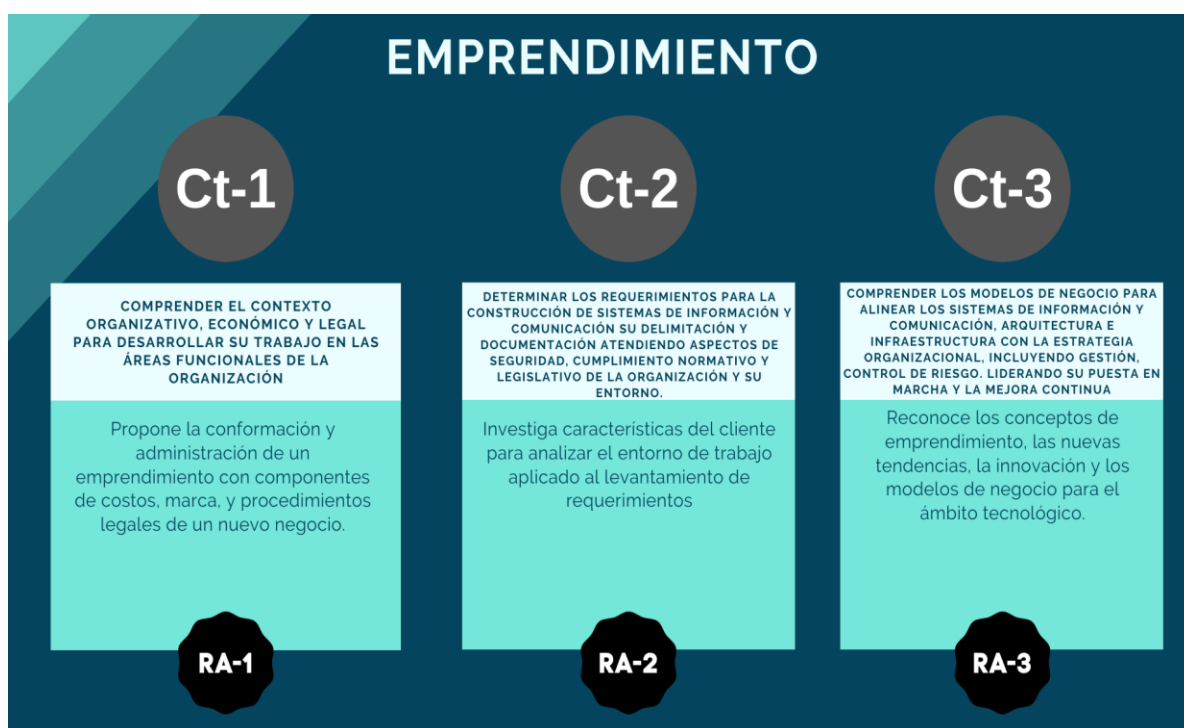 EMPRENDIMIENTO
Ct-1
COMPRENDER EL CONTEXTO
ORGANIZATIVO, ECONÓMICO Y LEGAL
PARA DESARROLLAR SU TRABAJO EN LAS
ÁREAS FUNCIONALES DE LA
ORGANIZACIÓN
Propone la conformación y
administración de un
emprendimiento con componentes
de costos, marca, y procedimientos
legales de un nuevo negocio.
RA-1
Ct-2
DETERMINAR LOS REQUERIMIENTOS PARA LA
CONSTRUCCIÓN DE SISTEMAS DE INFORMACIÓN Y
COMUNICACIÓN SU DELIMITACIÓN Y
DOCUMENTACIÓN ATENDIENDO ASPECTOS DE
SEGURIDAD, CUMPLIMIENTO NORMATIVO Y
LEGISLATIVO DE LA ORGANIZACIÓN Y SU
ENTORNO.
Investiga características del cliente
para analizar el entorno de trabajo
aplicado al levantamiento de
requerimientos
RA-2
Ct-3
COMPRENDER LOS MODELOS DE NEGOCIO PARA
ALINEAR LOS SISTEMAS DE INFORMACIÓN Y
COMUNICACIÓN, ARQUITECTURA E
INFRAESTRUCTURA CON LA ESTRATEGIA
ORGANIZACIONAL, INCLUYENDO GESTIÓN,
CONTROL DE RIESGO. LIDERANDO SU PUESTA EN
MARCHA Y LA MEJORA CONTINUA
Reconoce los conceptos de
emprendimiento, las nuevas
tendencias, la innovación y los
modelos de negocio para el
ámbito tecnológico.
RA-3